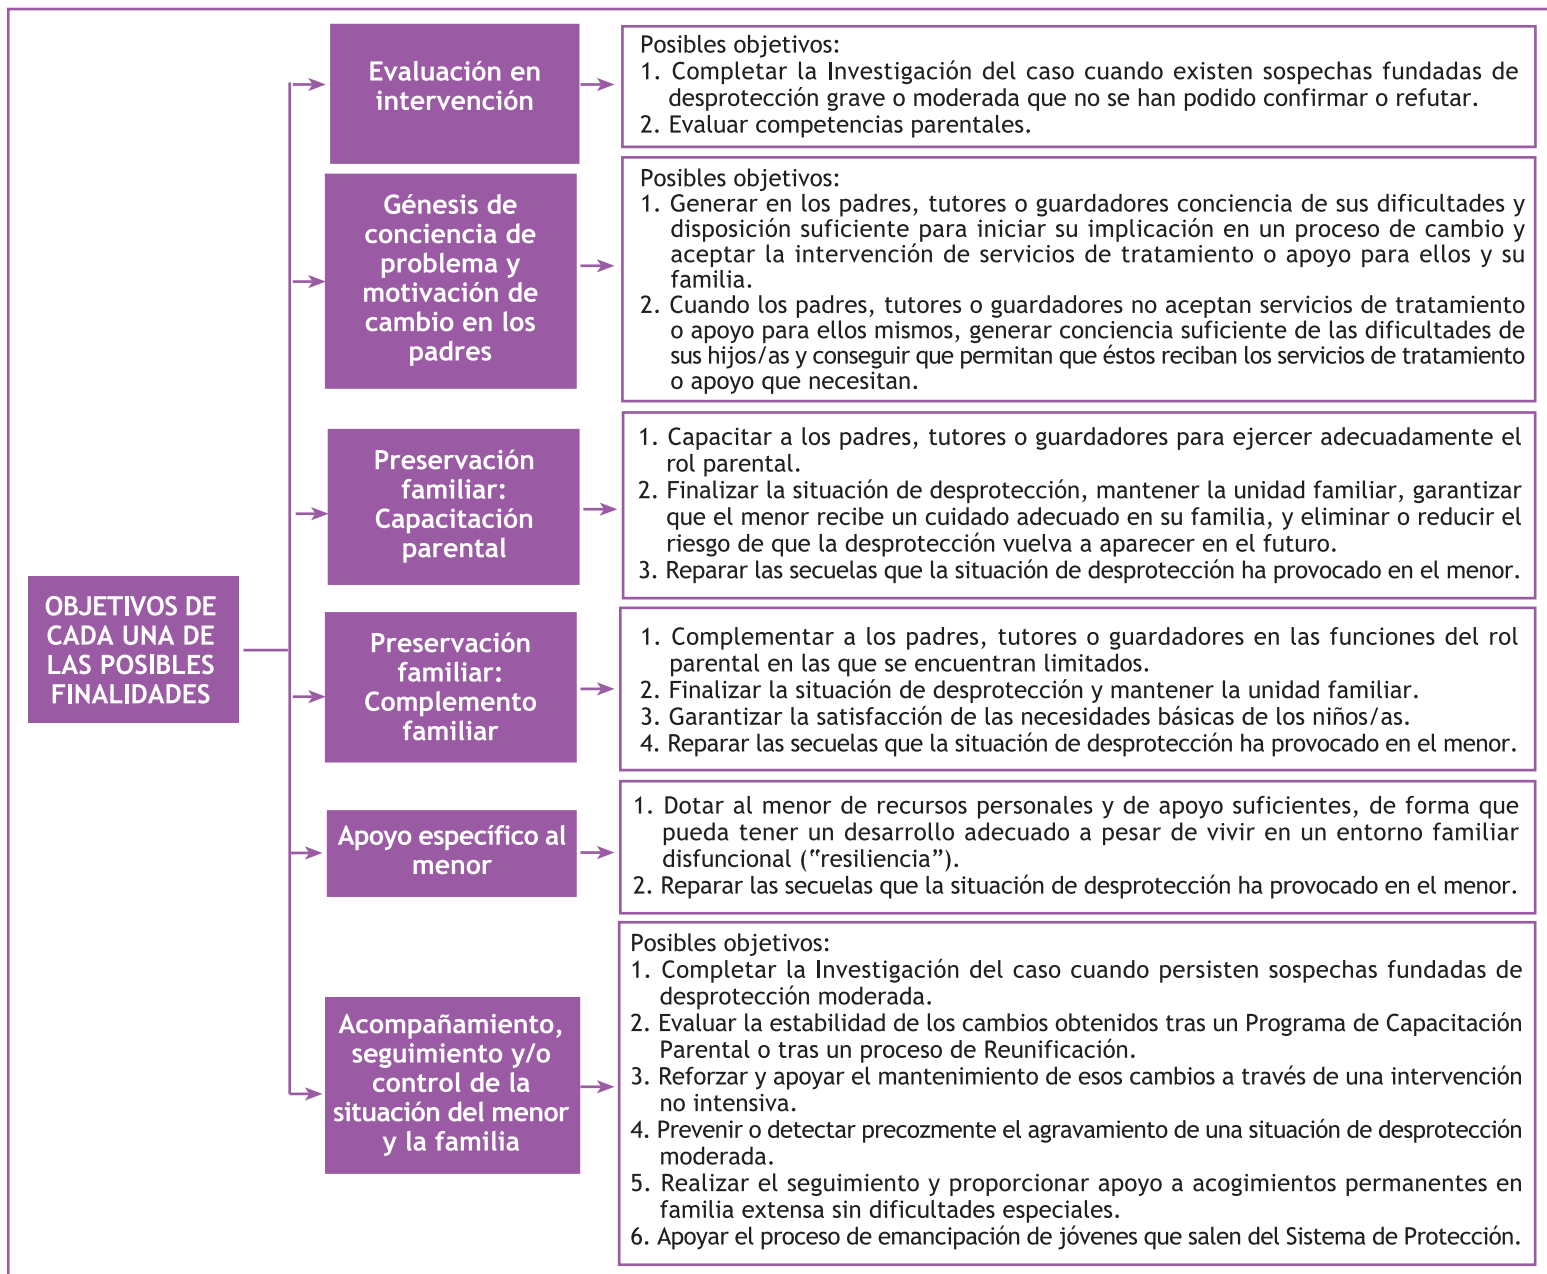 OBJETIVOS DE
CADA UNA DE
LAS POSIBLES
FINALIDADES
Evaluación en
intervención
Posibles objetivos:
1. Completar la Investigación del caso cuando existen sospechas fundadas de
desprotección grave o moderada que no se han podido confirmar o refutar.
2. Evaluar competencias parentales.
Génesis de
conciencia de
problema y
motivación de
cambio en los
padres
Posibles objetivos:
1. Generar en los padres, tutores o guardadores conciencia de sus dificultades y
disposición suficiente para iniciar su implicación en un proceso de cambio y
aceptar la intervención de servicios de tratamiento o apoyo para ellos y su
familia.
2. Cuando los padres, tutores o guardadores no aceptan servicios de tratamiento
o apoyo para ellos mismos, generar conciencia suficiente de las dificultades de
sus hijos/as y conseguir que permitan que éstos reciban los servicios de tratamiento
o apoyo que necesitan.
Preservación
familiar:
Capacitación
parental
1. Capacitar a los padres, tutores o guardadores para ejercer adecuadamente el
rol parental.
2. Finalizar la situación de desprotección, mantener la unidad familiar, garantizar
que el menor recibe un cuidado adecuado en su familia, y eliminar o reducir el
riesgo de que la desprotección vuelva a aparecer en el futuro.
3. Reparar las secuelas que la situación de desprotección ha provocado en el menor.
Preservación
familiar:
Complemento
familiar
1. Complementar a los padres, tutores o guardadores en las funciones del rol
parental en las que se encuentran limitados.
2. Finalizar la situación de desprotección y mantener la unidad familiar.
3. Garantizar la satisfacción de las necesidades básicas de los niños/as.
4. Reparar las secuelas que la situación de desprotección ha provocado en el menor.
Apoyo específico al
menor
1. Dotar al menor de recursos personales y de apoyo suficientes, de forma que
pueda tener un desarrollo adecuado a pesar de vivir en un entorno familiar
disfuncional (“resiliencia”).
2. Reparar las secuelas que la situación de desprotección ha provocado en el menor.
Acompañamiento,
seguimiento y/o
control de la
situación del menor
y la familia
Posibles objetivos:
1. Completar la Investigación del caso cuando persisten sospechas fundadas de
desprotección moderada.
2. Evaluar la estabilidad de los cambios obtenidos tras un Programa de Capacitación
Parental o tras un proceso de Reunificación.
3. Reforzar y apoyar el mantenimiento de esos cambios a través de una intervención
no intensiva.
4. Prevenir o detectar precozmente el agravamiento de una situación de desprotección
moderada.
5. Realizar el seguimiento y proporcionar apoyo a acogimientos permanentes en
familia extensa sin dificultades especiales.
6. Apoyar el proceso de emancipación de jóvenes que salen del Sistema de Protección.